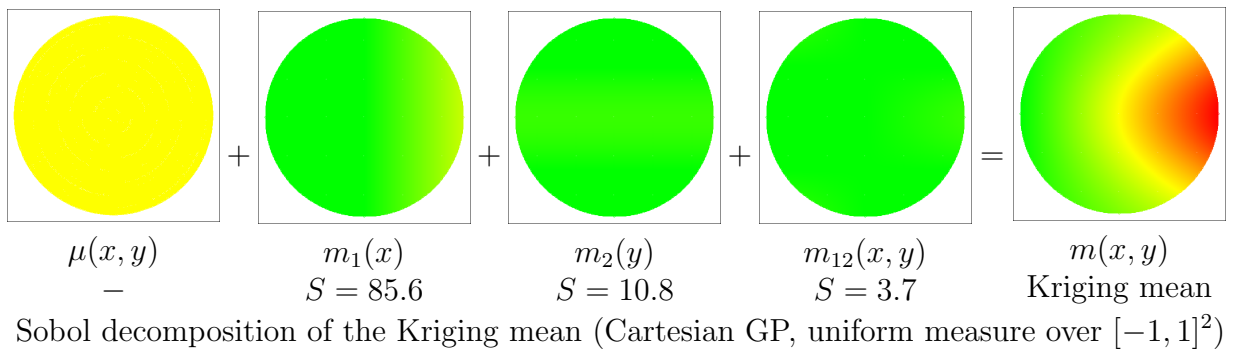 + + + =
μ(x, y) m₁(x) m₂(y) m₁₂(x, y) m(x, y)
− S = 85.6 S = 10.8 S = 3.7 Kriging mean
Sobol decomposition of the Kriging mean (Cartesian GP, uniform measure over [−1, 1]²)